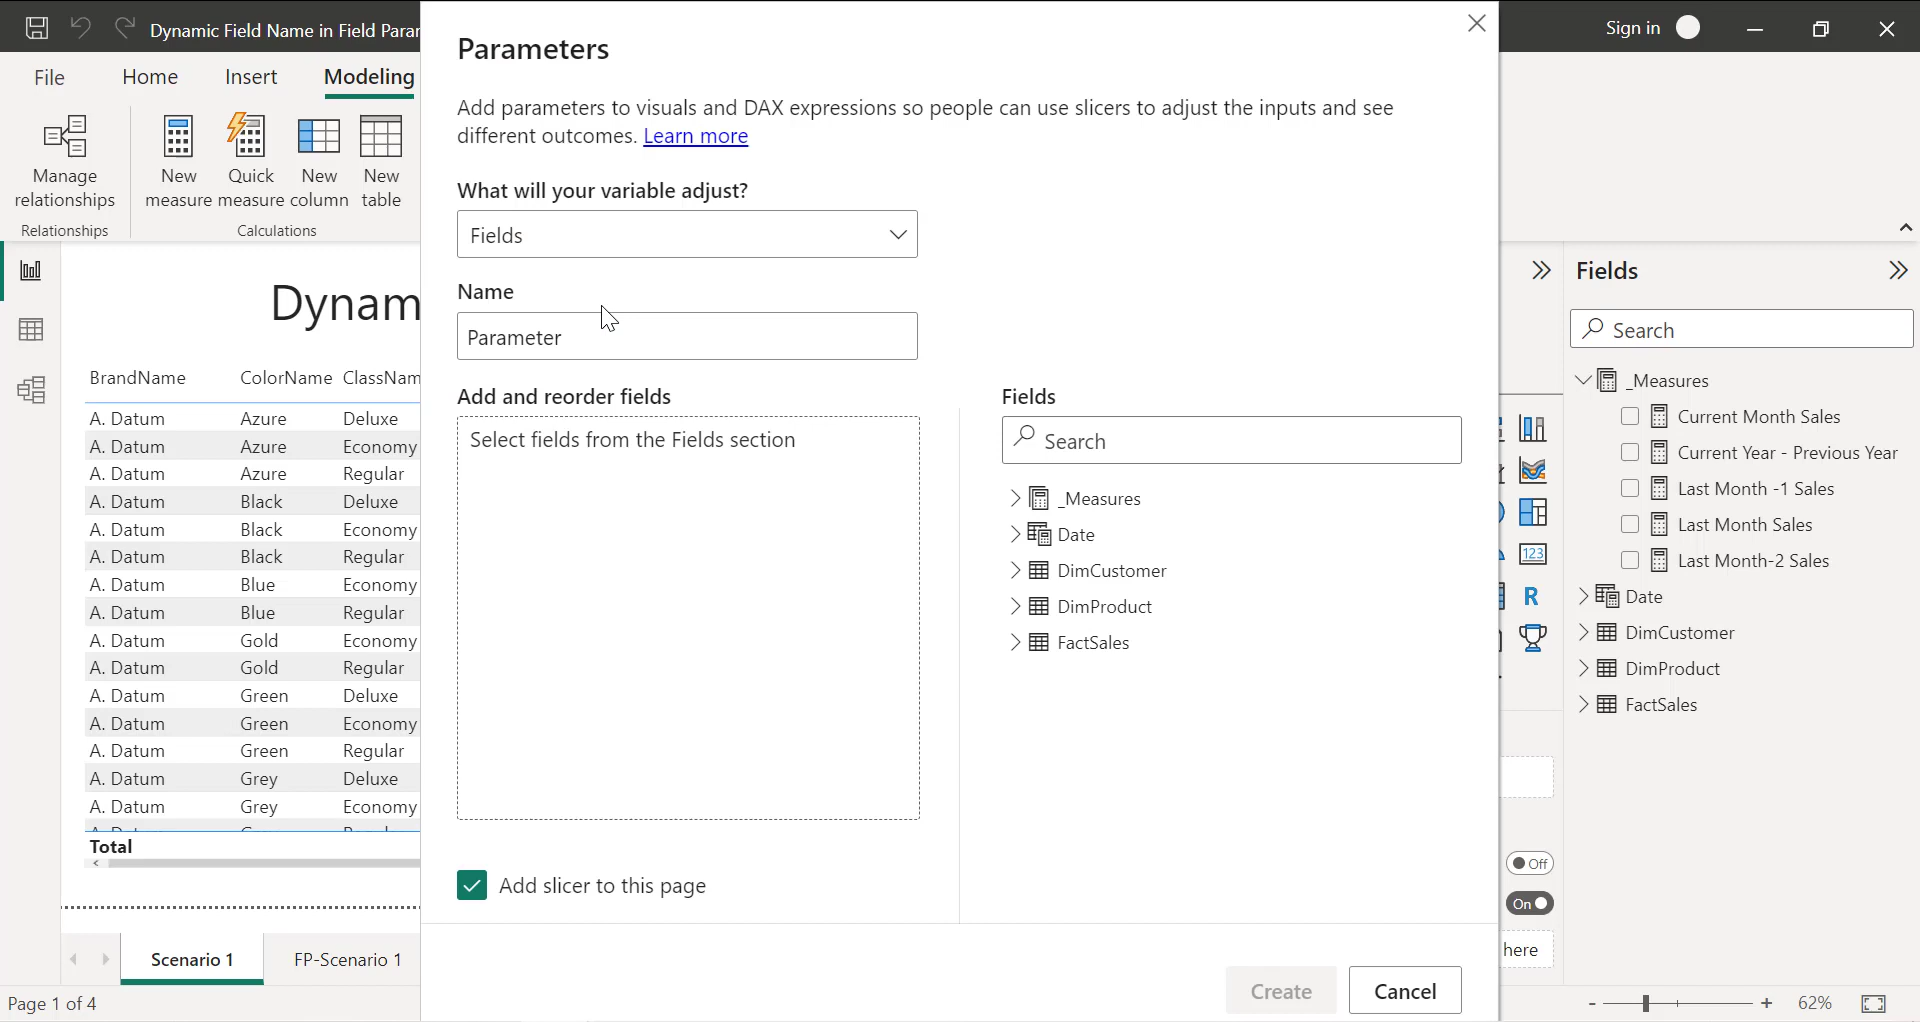 Dynamic Field Name in Field Parar
Sign in
File Home Insert Modeling
Manage relationships
New measure
Quick measure
New column
New table
Relationships
Calculations
Dynam
BrandName ColorName ClassNam
A. Datum Azure Deluxe
A. Datum Azure Economy
A. Datum Azure Regular
A. Datum Black Deluxe
A. Datum Black Economy
A. Datum Black Regular
A. Datum Blue Economy
A. Datum Blue Regular
A. Datum Gold Economy
A. Datum Gold Regular
A. Datum Green Deluxe
A. Datum Green Economy
A. Datum Green Regular
A. Datum Grey Deluxe
A. Datum Grey Economy
Total
Scenario 1 FP-Scenario 1
Page 1 of 4
Parameters
Add parameters to visuals and DAX expressions so people can use slicers to adjust the inputs and see
different outcomes. Learn more
What will your variable adjust?
Fields
Name
Parameter
Add and reorder fields
Select fields from the Fields section
Add slicer to this page
Fields
Search
_Measures
Date
DimCustomer
DimProduct
FactSales
Create Cancel
123
R
Off
On
here
Fields
Search
_Measures
Current Month Sales
Current Year - Previous Year
Last Month -1 Sales
Last Month Sales
Last Month-2 Sales
Date
DimCustomer
DimProduct
FactSales
- + 62%